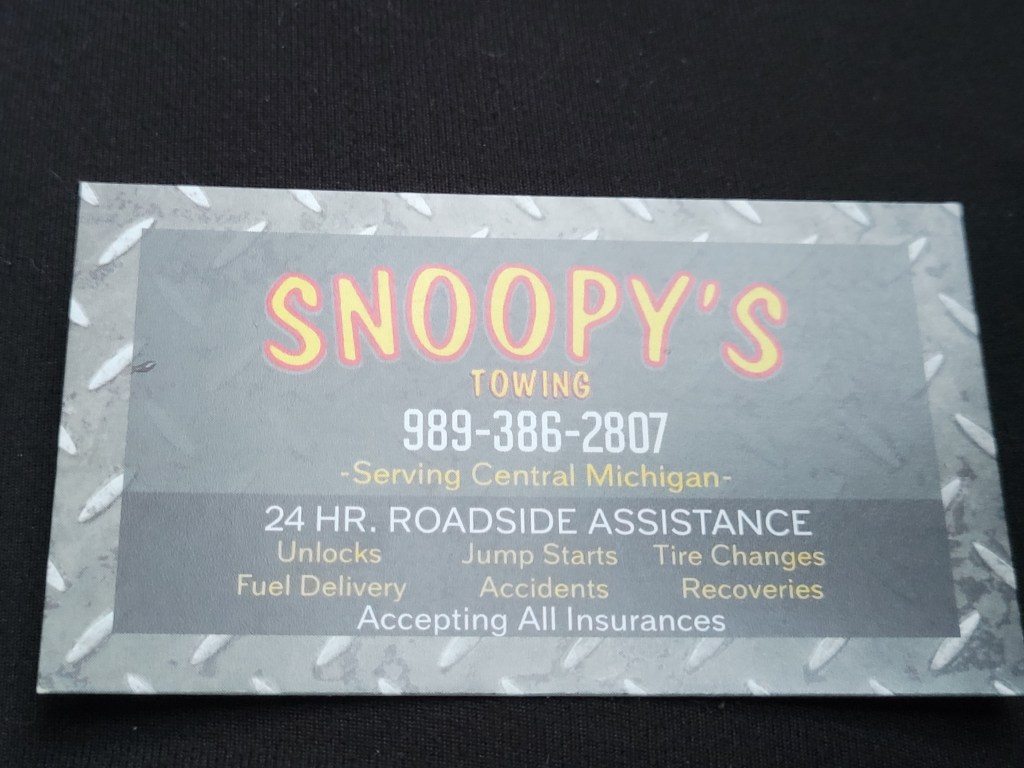 SNOOPY'S
TOWING
989-386-2807
-Serving Central Michigan-
24 HR. ROADSIDE ASSISTANCE
Unlocks Jump Starts Tire Changes
Fuel Delivery Accidents Recoveries
Accepting All Insurances